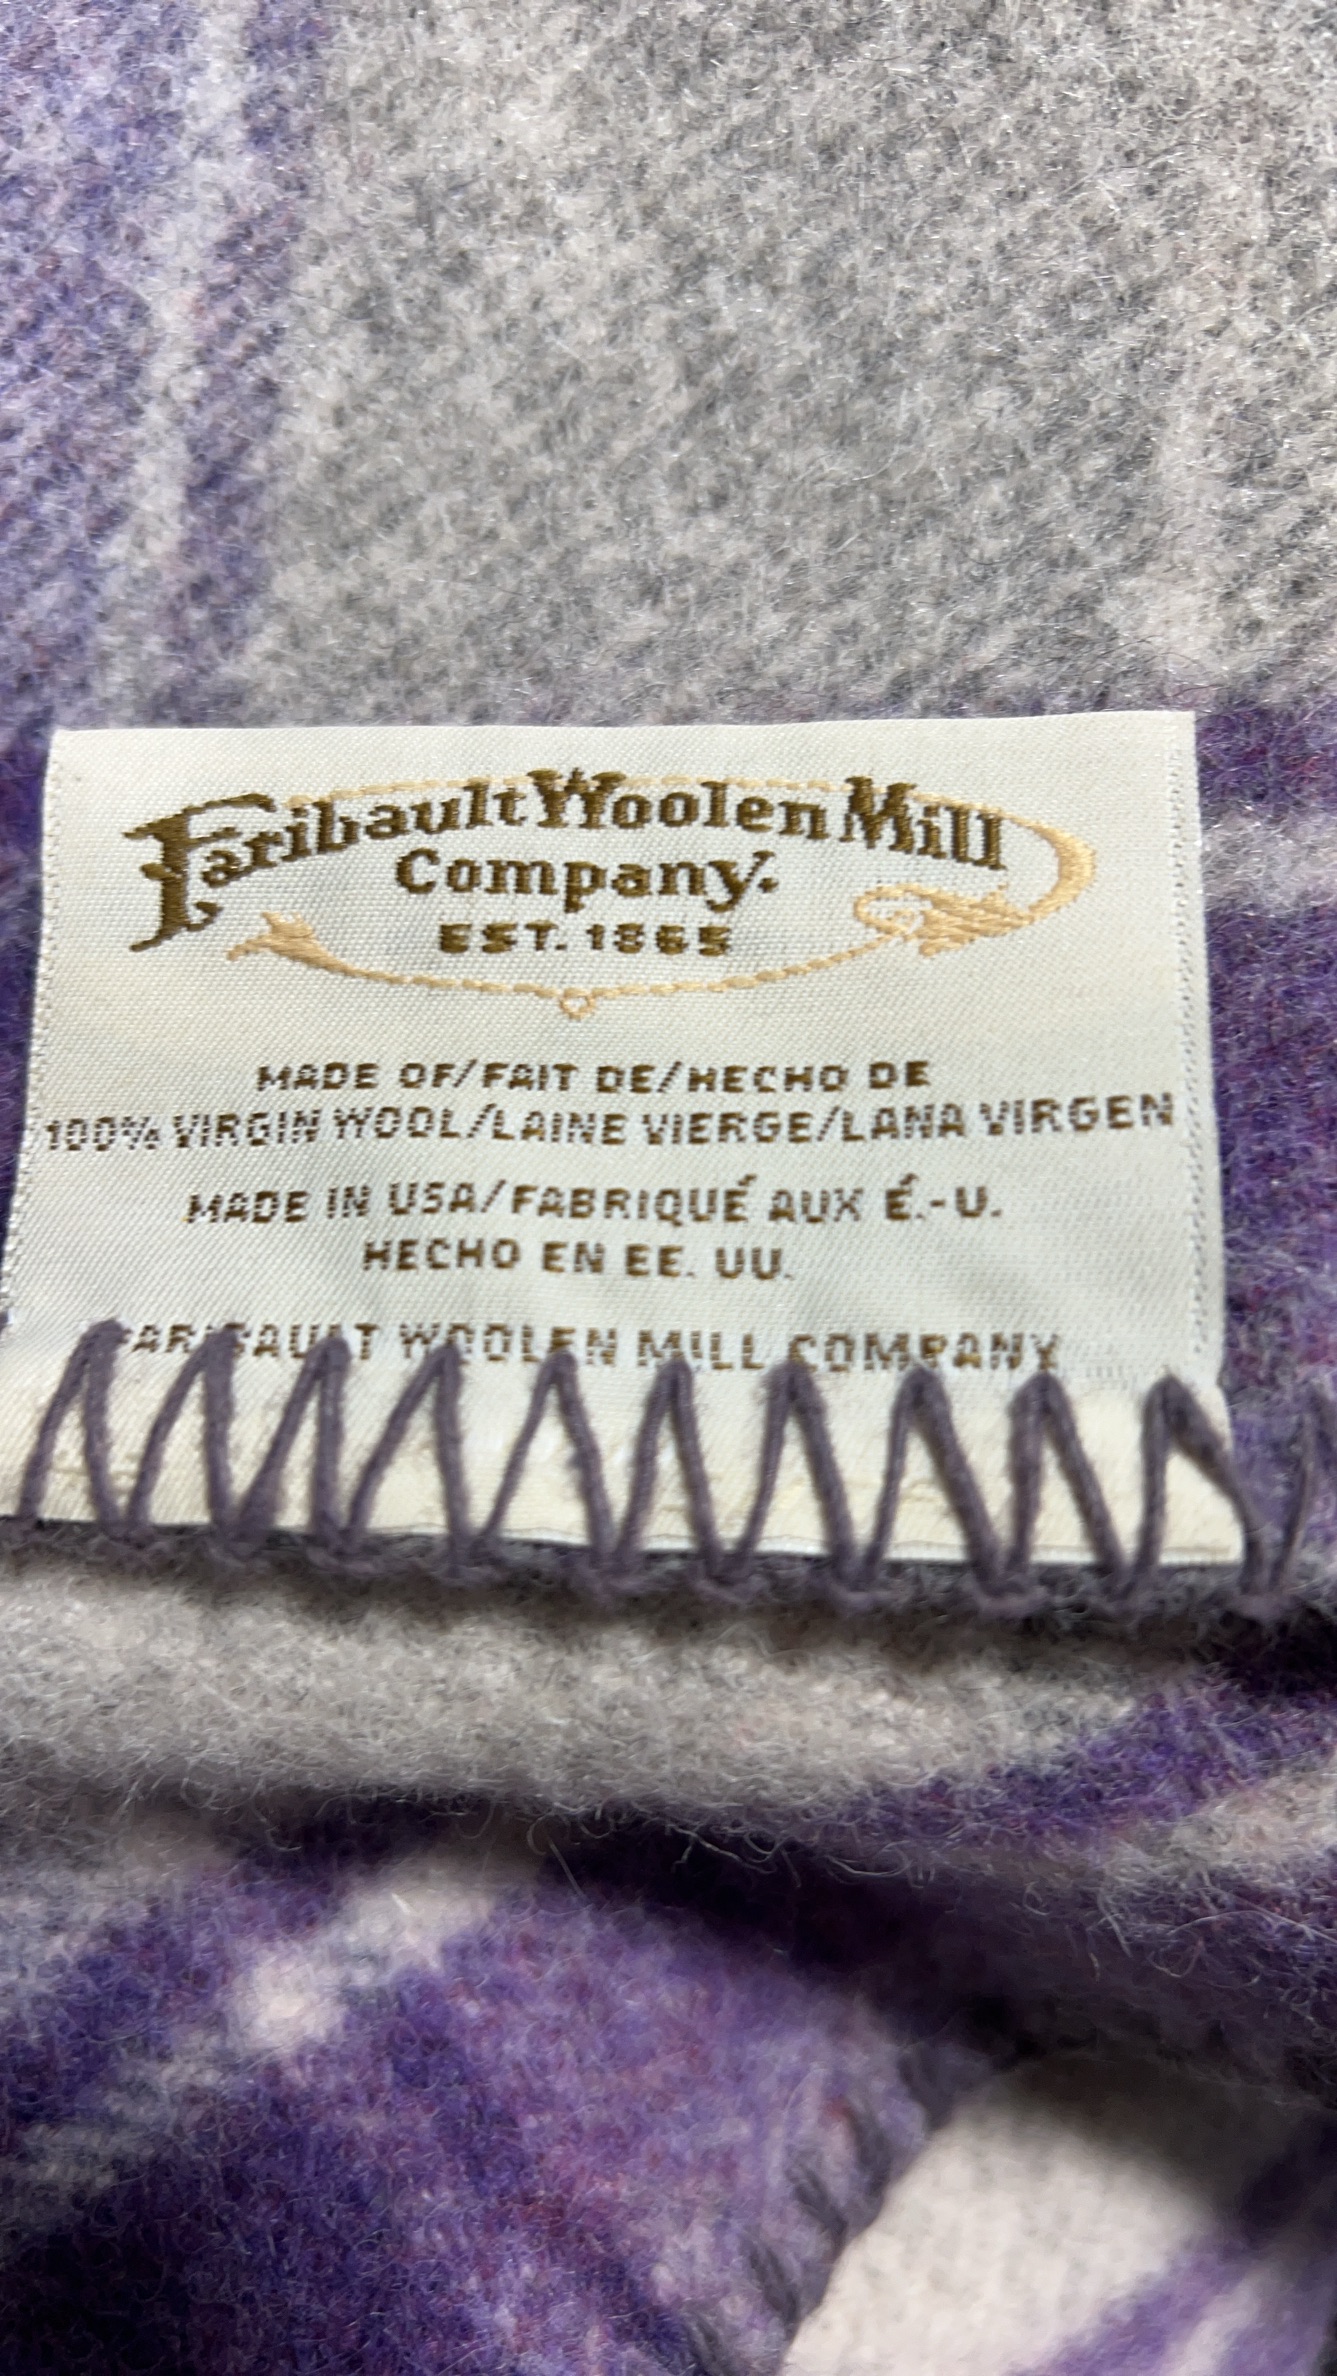 Faribault Woolen Mill
Company.
EST. 1865
MADE OF/FAIT DE/HECHO DE
100% VIRGIN WOOL/LAINE VIERGE/LANA VIRGEN
MADE IN USA/FABRIQUÉ AUX É.-U.
HECHO EN EE. UU.
FARIBAULT WOOLEN MILL COMPANY